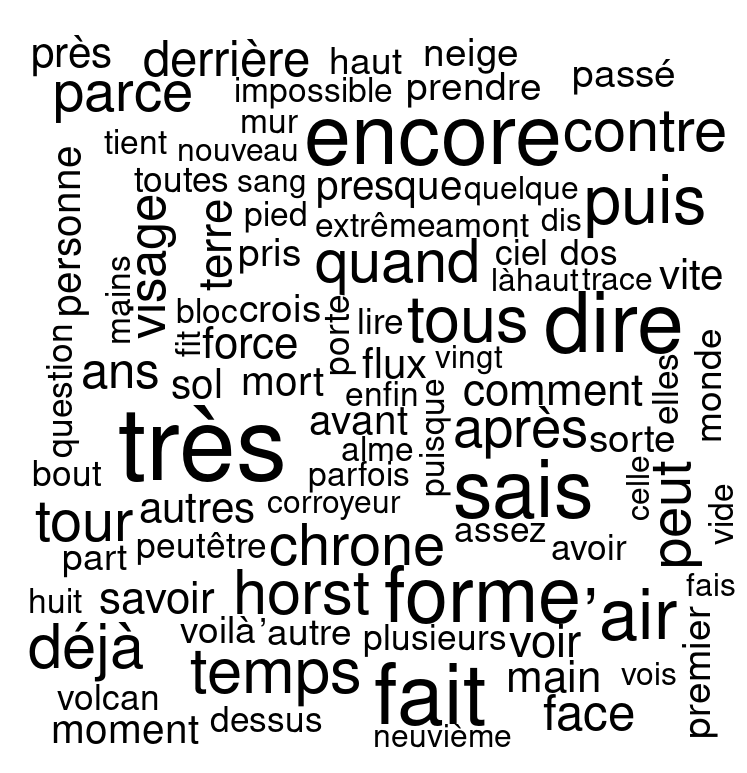 près derrière haut neige
parce impossible prendre passé
tient mur encore contre
nouveau
toutes sang presque quelque puis
personne visage terre pied extrême amont dis
pris quand ciel dos
mains làhaut trace vite
bloc crois porte lire tous dire
fit force
question ans sol mort flux vingt monde
enfin comment elles
très avant puisque après sorte
alme
bout parfois sais celle peut
tour autres corroyeur vide
part peutêtre chrone assez avoir
huit savoir horst forme 'air fais
déjà voilà 'autre plusieurs voir premier
temps fait main vois
volcan face
moment dessus neuvième